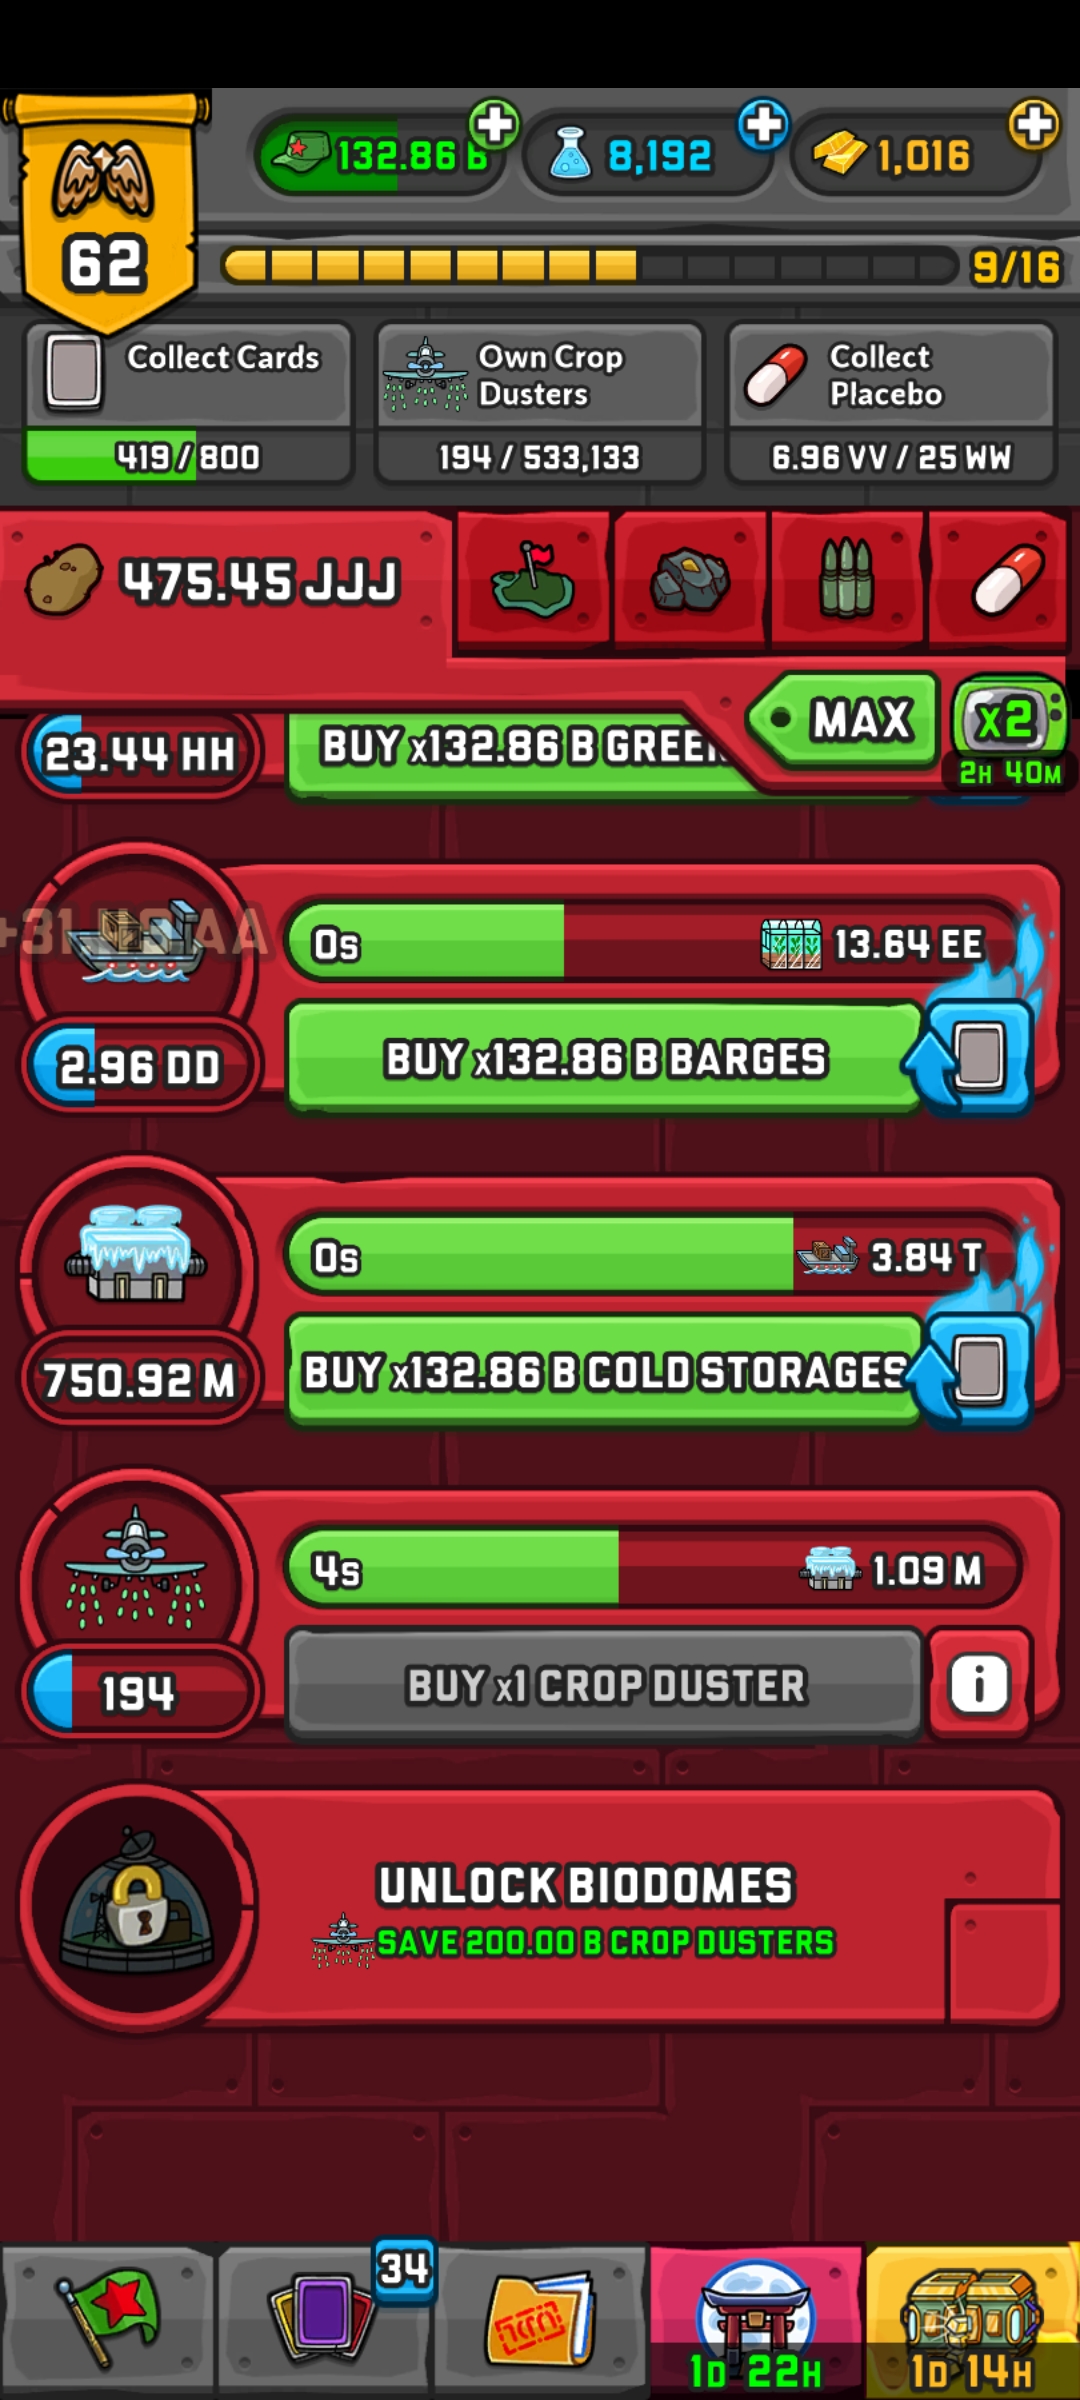 132.86 B
8,192
1,016
62
9/16
Collect Cards
419 / 800
Own Crop
Dusters
194 / 533,133
Collect
Placebo
6.96 VV / 25 WW
475.45 JJJ
MAX
x2
2H 40M
23.44 HH
BUY x132.86 B GREE
0s
13.64 EE
2.96 DD
BUY x132.86 B BARGES
0s
3.84 T
750.92 M
BUY x132.86 B COLD STORAGES
4s
1.09 M
194
BUY x1 CROP DUSTER
i
UNLOCK BIODOMES
SAVE 200.00 B CROP DUSTERS
34
1D 22H
1D 14H